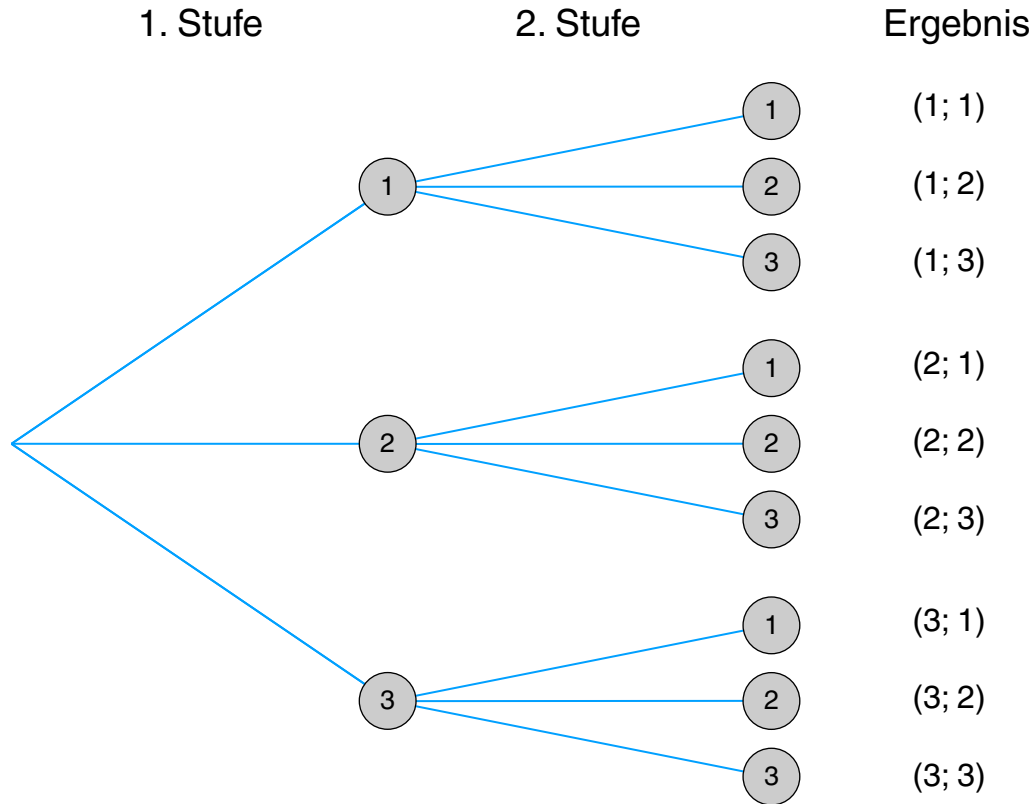 1. Stufe 2. Stufe Ergebnis
1 (1; 1)
1 2 (1; 2)
3 (1; 3)
1 (2; 1)
2 2 (2; 2)
3 (2; 3)
1 (3; 1)
3 2 (3; 2)
3 (3; 3)